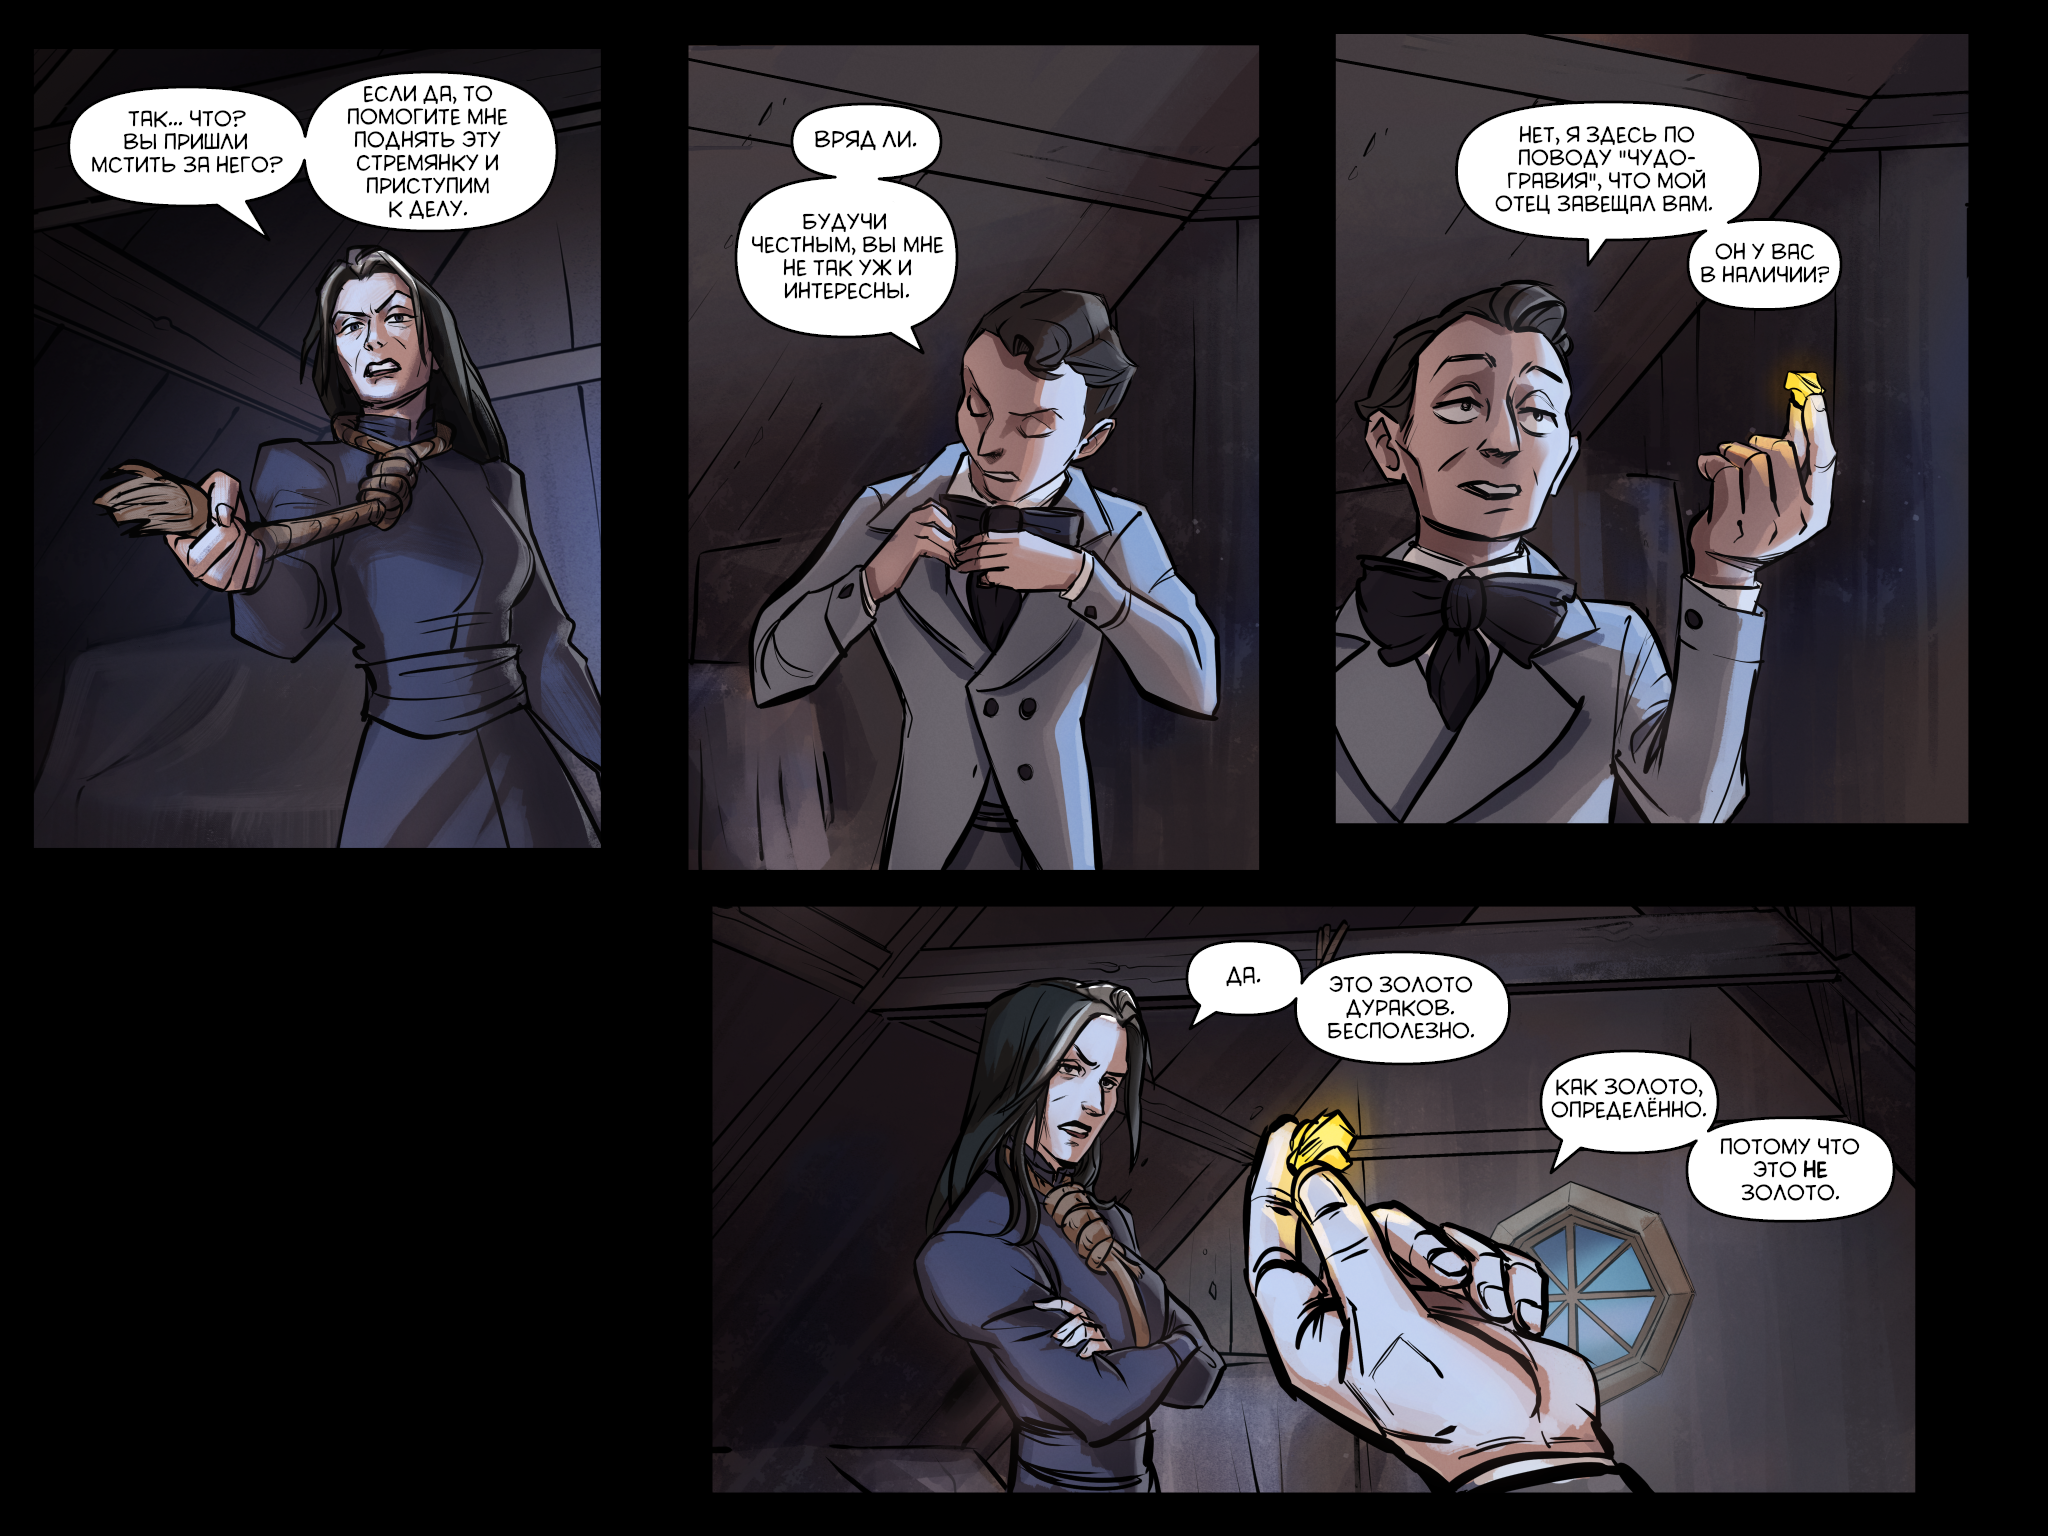 ТАК... ЧТО?
ВЫ ПРИШЛИ
МСТИТЬ ЗА НЕГО?
ЕСЛИ ДА, ТО
ПОМОГИТЕ МНЕ
ПОДНЯТЬ ЭТУ
СТРЕМЯНКУ И
ПРИСТУПИМ
К ДЕЛУ.
ВРЯД ЛИ.
БУДУЧИ
ЧЕСТНЫМ, ВЫ МНЕ
НЕ ТАК УЖ И
ИНТЕРЕСНЫ.
НЕТ, Я ЗДЕСЬ ПО
ПОВОДУ "ЧУДО-
ГРАВИЯ", ЧТО МОЙ
ОТЕЦ ЗАВЕЩАЛ ВАМ.
ОН У ВАС
В НАЛИЧИИ?
ДА.
ЭТО ЗОЛОТО
ДУРАКОВ.
БЕСПОЛЕЗНО.
КАК ЗОЛОТО,
ОПРЕДЕЛЁННО.
ПОТОМУ ЧТО
ЭТО НЕ
ЗОЛОТО.